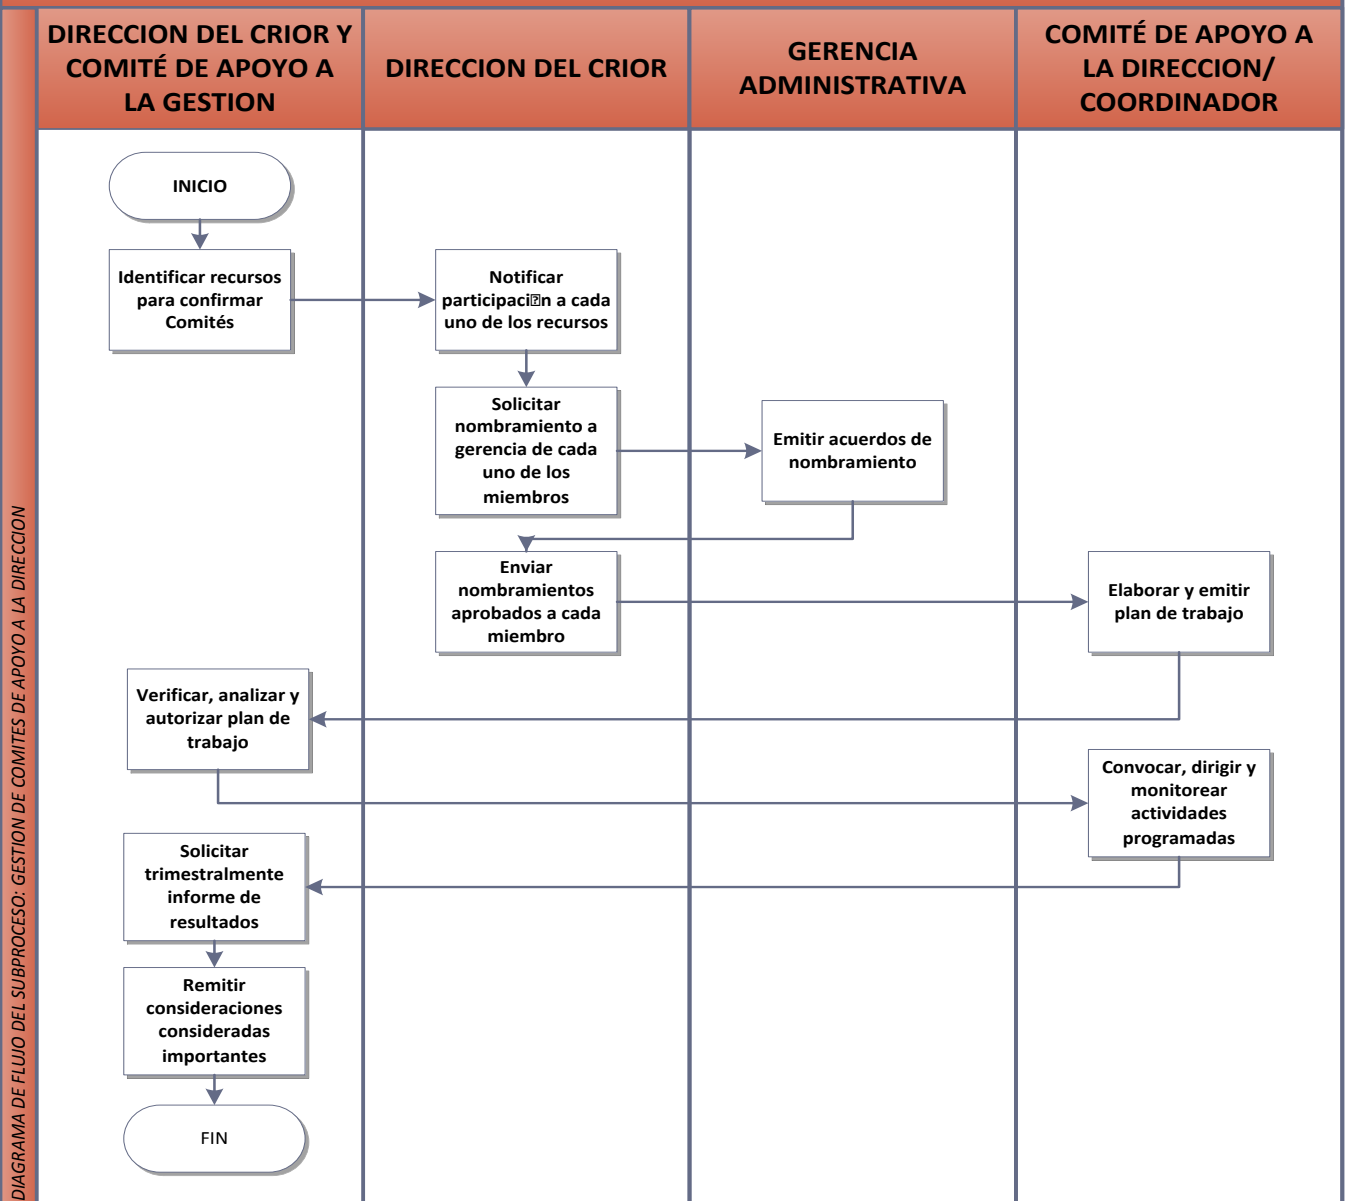 DIRECCION DEL CRIOR Y
COMITÉ DE APOYO A
LA GESTION
DIRECCION DEL CRIOR
GERENCIA
ADMINISTRATIVA
COMITÉ DE APOYO A
LA DIRECCION/
COORDINADOR
DIAGRAMA DE FLUJO DEL SUBPROCESO: GESTION DE COMITES DE APOYO A LA DIRECCION
INICIO
Identificar recursos
para confirmar
Comités
Notificar
participaci�n a cada
uno de los recursos
Solicitar
nombramiento a
gerencia de cada
uno de los
miembros
Emitir acuerdos de
nombramiento
Enviar
nombramientos
aprobados a cada
miembro
Elaborar y emitir
plan de trabajo
Verificar, analizar y
autorizar plan de
trabajo
Convocar, dirigir y
monitorear
actividades
programadas
Solicitar
trimestralmente
informe de
resultados
Remitir
consideraciones
consideradas
importantes
FIN